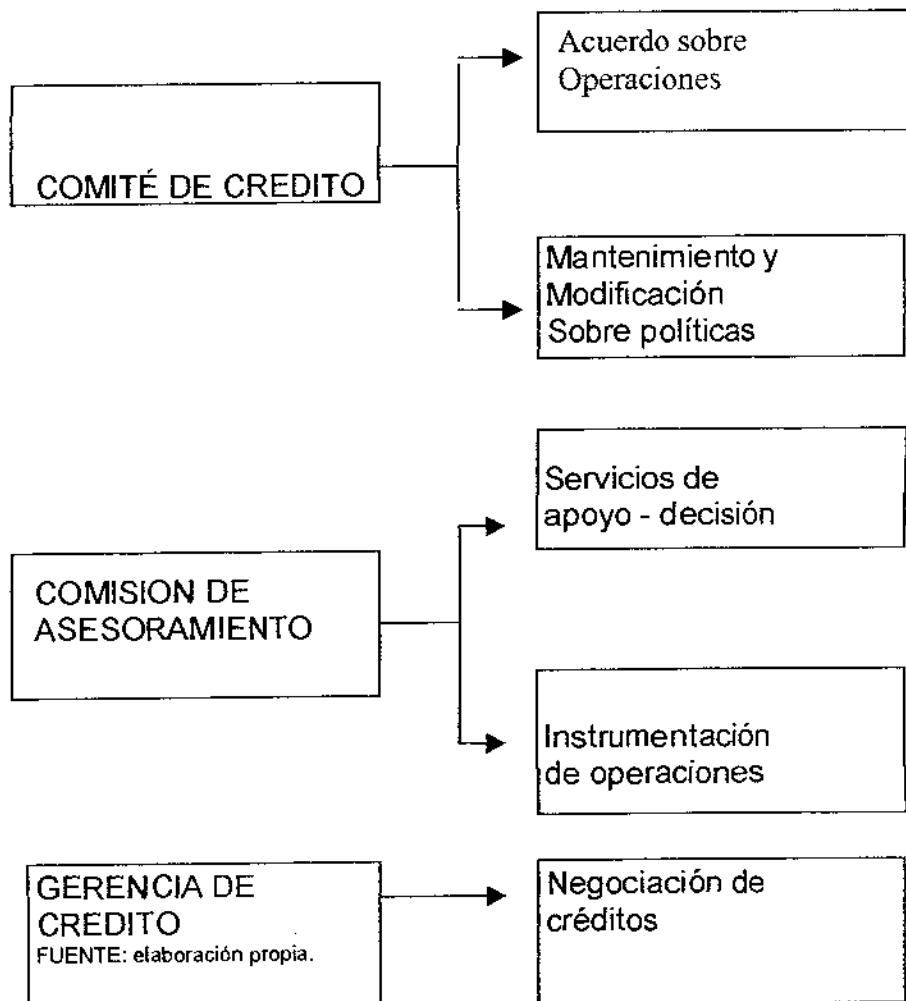 Acuerdo sobre
Operaciones
COMITÉ DE CREDITO
Mantenimiento y
Modificación
Sobre políticas
Servicios de
apoyo - decisión
COMISION DE
ASESORAMIENTO
Instrumentación
de operaciones
GERENCIA DE
CREDITO
FUENTE: elaboración propia.
Negociación de
créditos